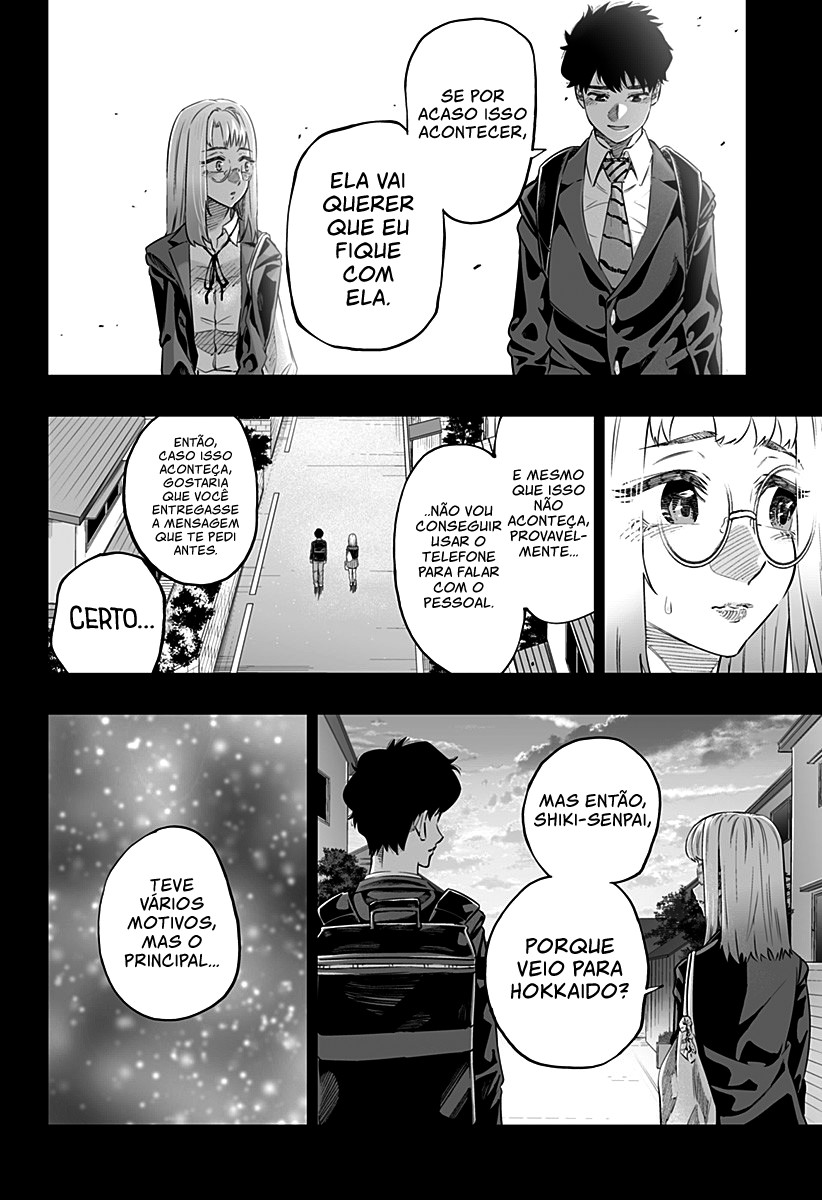 SE POR
ACASO ISSO
ACONTECER,
ELA VAI
QUERER
QUE EU
FIQUE
COM
ELA.
E MESMO
QUE ISSO
NÃO
ACONTEÇA,
PROVAVEL-
MENTE...
..NÃO VOU
CONSEGUIR
USAR O
TELEFONE
PARA FALAR
COM O
PESSOAL.
ENTÃO,
CASO ISSO
ACONTEÇA,
GOSTARIA
QUE VOCÊ
ENTREGASSE
A MENSAGEM
QUE TE PEDI
ANTES.
CERTO...
MAS ENTÃO,
SHIKI-SENPAI,
PORQUE
VEIO PARA
HOKKAIDO?
TEVE
VÁRIOS
MOTIVOS,
MAS O
PRINCIPAL...